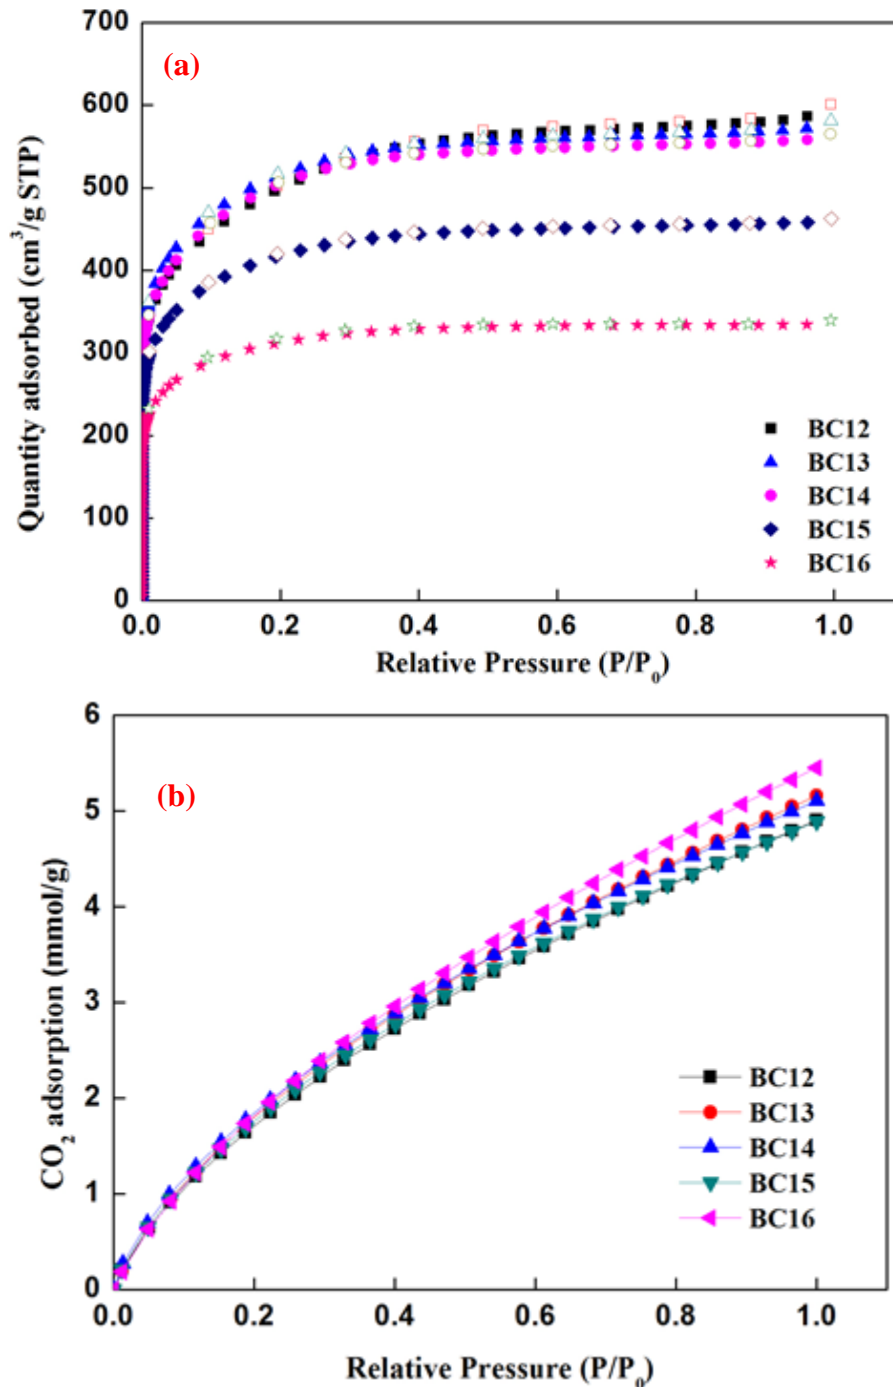 700
(a)
600
500
400
300
200
100
0
Quantity adsorbed (cm³/g STP)
BC12
BC13
BC14
BC15
BC16
0.0 0.2 0.4 0.6 0.8 1.0
Relative Pressure (P/P₀)
6
(b)
5
4
3
2
1
0
CO₂ adsorption (mmol/g)
BC12
BC13
BC14
BC15
BC16
0.0 0.2 0.4 0.6 0.8 1.0
Relative Pressure (P/P₀)